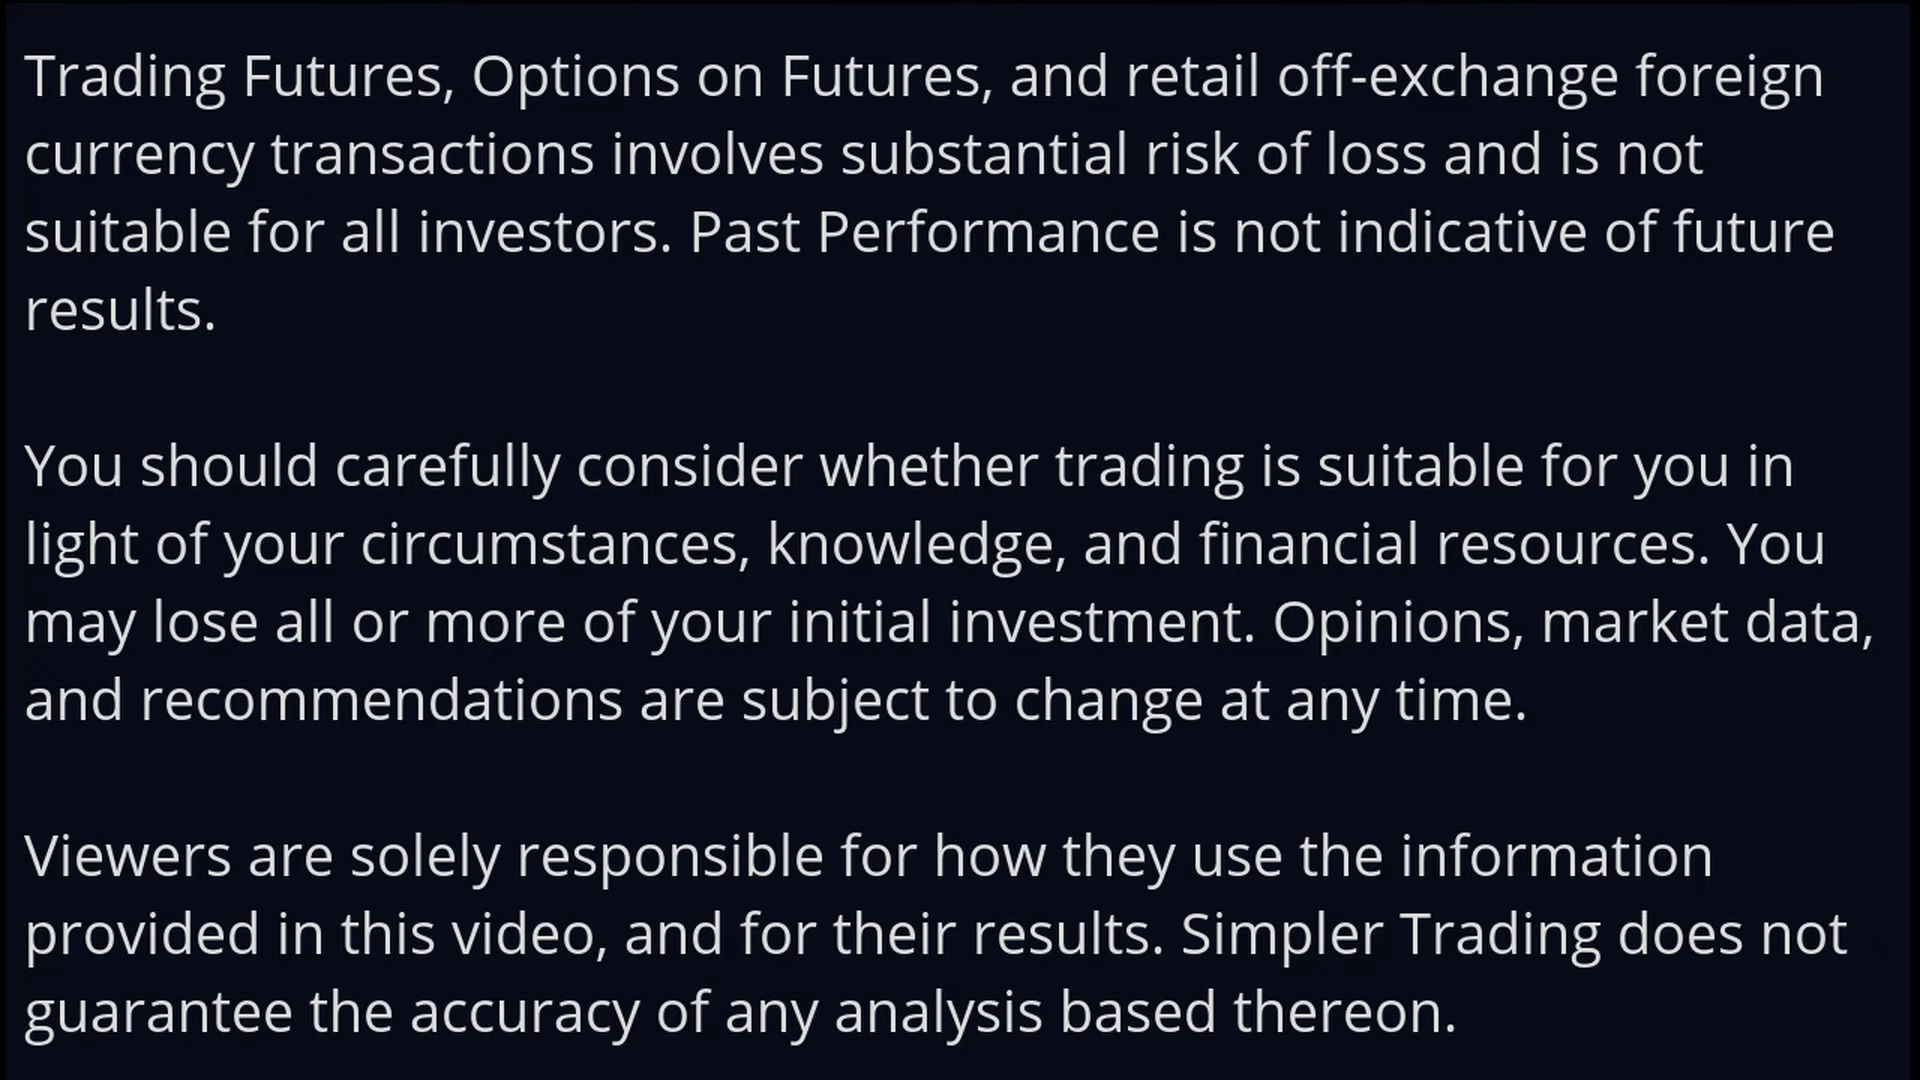 Trading Futures, Options on Futures, and retail off-exchange foreign
currency transactions involves substantial risk of loss and is not
suitable for all investors. Past Performance is not indicative of future
results.
You should carefully consider whether trading is suitable for you in
light of your circumstances, knowledge, and financial resources. You
may lose all or more of your initial investment. Opinions, market data,
and recommendations are subject to change at any time.
Viewers are solely responsible for how they use the information
provided in this video, and for their results. Simpler Trading does not
guarantee the accuracy of any analysis based thereon.